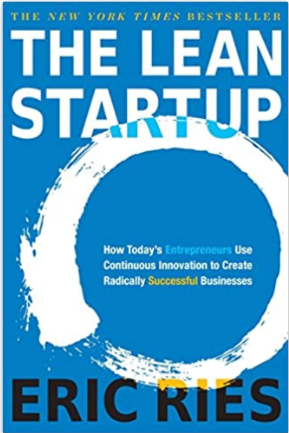 THE NEW YORK TIMES BESTSELLER
THE LEAN
STARTUP
How Today's Entrepreneurs Use
Continuous Innovation to Create
Radically Successful Businesses
ERIC RIES